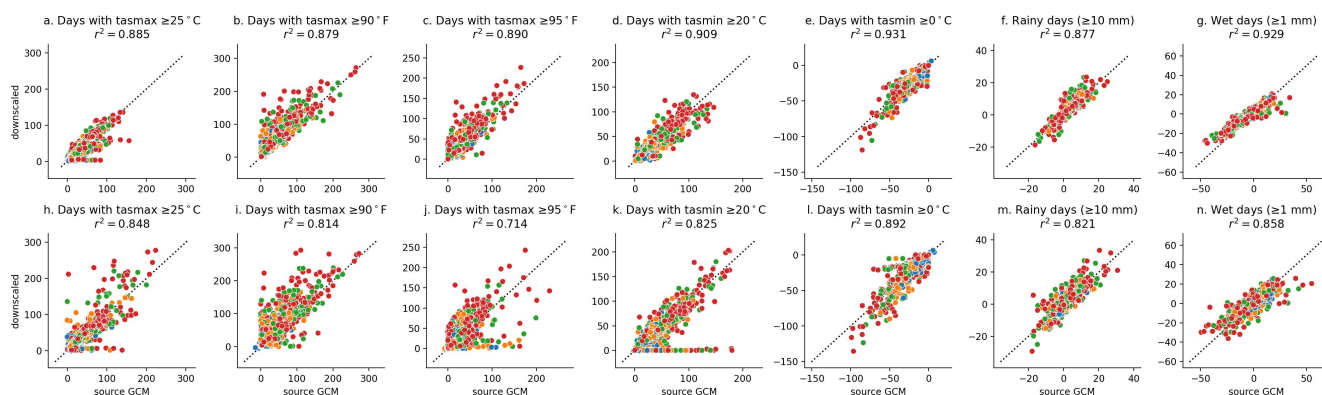 a. Days with tasmax ≥25°C
r² = 0.885
b. Days with tasmax ≥90°F
r² = 0.879
c. Days with tasmax ≥95°F
r² = 0.890
d. Days with tasmin ≥20°C
r² = 0.909
e. Days with tasmin ≥0°C
r² = 0.931
f. Rainy days (≥10 mm)
r² = 0.877
g. Wet days (≥1 mm)
r² = 0.929
downscaled
300
200
100
0
0 100 200 300
300
200
100
0
0 100 200 300
250
200
150
100
50
0
0 100 200
200
150
100
50
0
0 100 200
0
−50
−100
−150
−150 −100 −50 0
40
20
0
−20
−20 0 20 40
60
40
20
0
−20
−40
−60
−50 0 50
h. Days with tasmax ≥25°C
r² = 0.848
i. Days with tasmax ≥90°F
r² = 0.814
j. Days with tasmax ≥95°F
r² = 0.714
k. Days with tasmin ≥20°C
r² = 0.825
l. Days with tasmin ≥0°C
r² = 0.892
m. Rainy days (≥10 mm)
r² = 0.821
n. Wet days (≥1 mm)
r² = 0.858
downscaled
300
200
100
0
0 100 200 300
source GCM
300
200
100
0
0 100 200 300
source GCM
250
200
150
100
50
0
0 100 200
source GCM
200
150
100
50
0
0 100 200
source GCM
0
−50
−100
−150
−150 −100 −50 0
source GCM
40
20
0
−20
−20 0 20 40
source GCM
60
40
20
0
−20
−40
−60
−50 0 50
source GCM